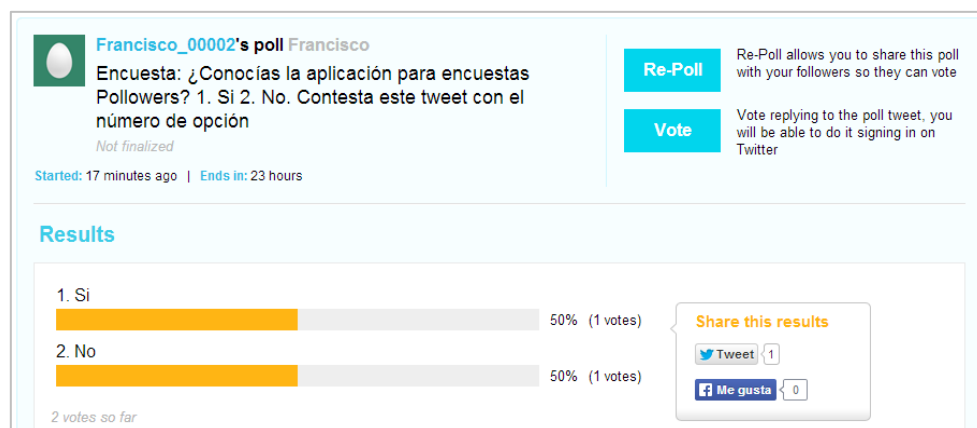 Francisco_00002's poll Francisco
Encuesta: ¿Conocías la aplicación para encuestas
Pollowers? 1. Si 2. No. Contesta este tweet con el
número de opción
Not finalized
Started: 17 minutes ago | Ends in: 23 hours
Re-Poll
Re-Poll allows you to share this poll
with your followers so they can vote
Vote
Vote replying to the poll tweet, you
will be able to do it signing in on
Twitter
Results
1. Si
50% (1 votes)
2. No
50% (1 votes)
2 votes so far
Share this results
Tweet 1
Me gusta 0